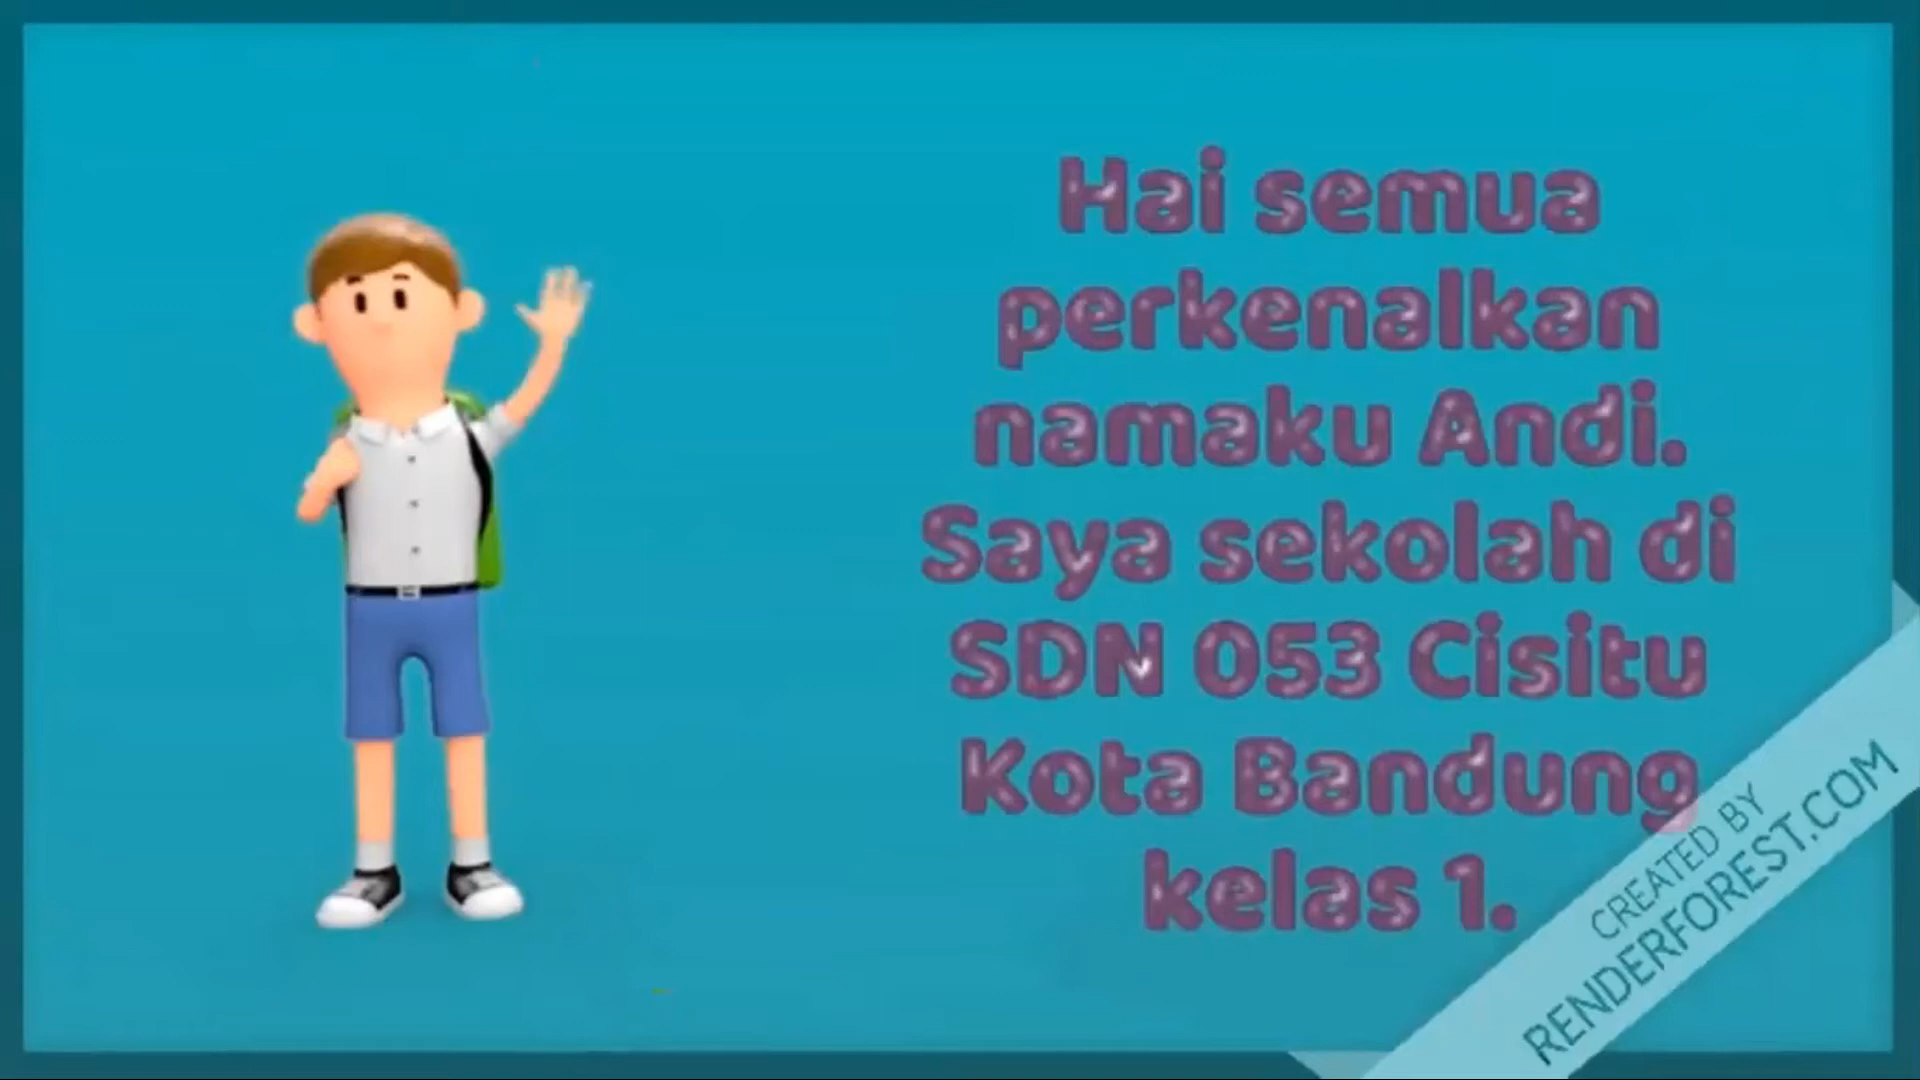 Hai semua
perkenalkan
namaku Andi.
Saya sekolah di
SDN 053 Cisitu
Kota Bandung
kelas 1.
CREATED BY
RENDERFOREST.COM